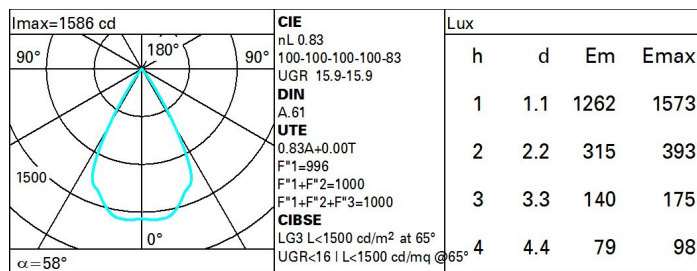 Imax=1586 cd
90°
180°
90°
1500
0°
α=58°
CIE
nL 0.83
100-100-100-100-83
UGR 15.9-15.9
DIN
A.61
UTE
0.83A+0.00T
F"1=996
F"1+F"2=1000
F"1+F"2+F"3=1000
CIBSE
LG3 L<1500 cd/m² at 65°
UGR<16 | L<1500 cd/mq @65°
Lux
h d Em Emax
1 1.1 1262 1573
2 2.2 315 393
3 3.3 140 175
4 4.4 79 98